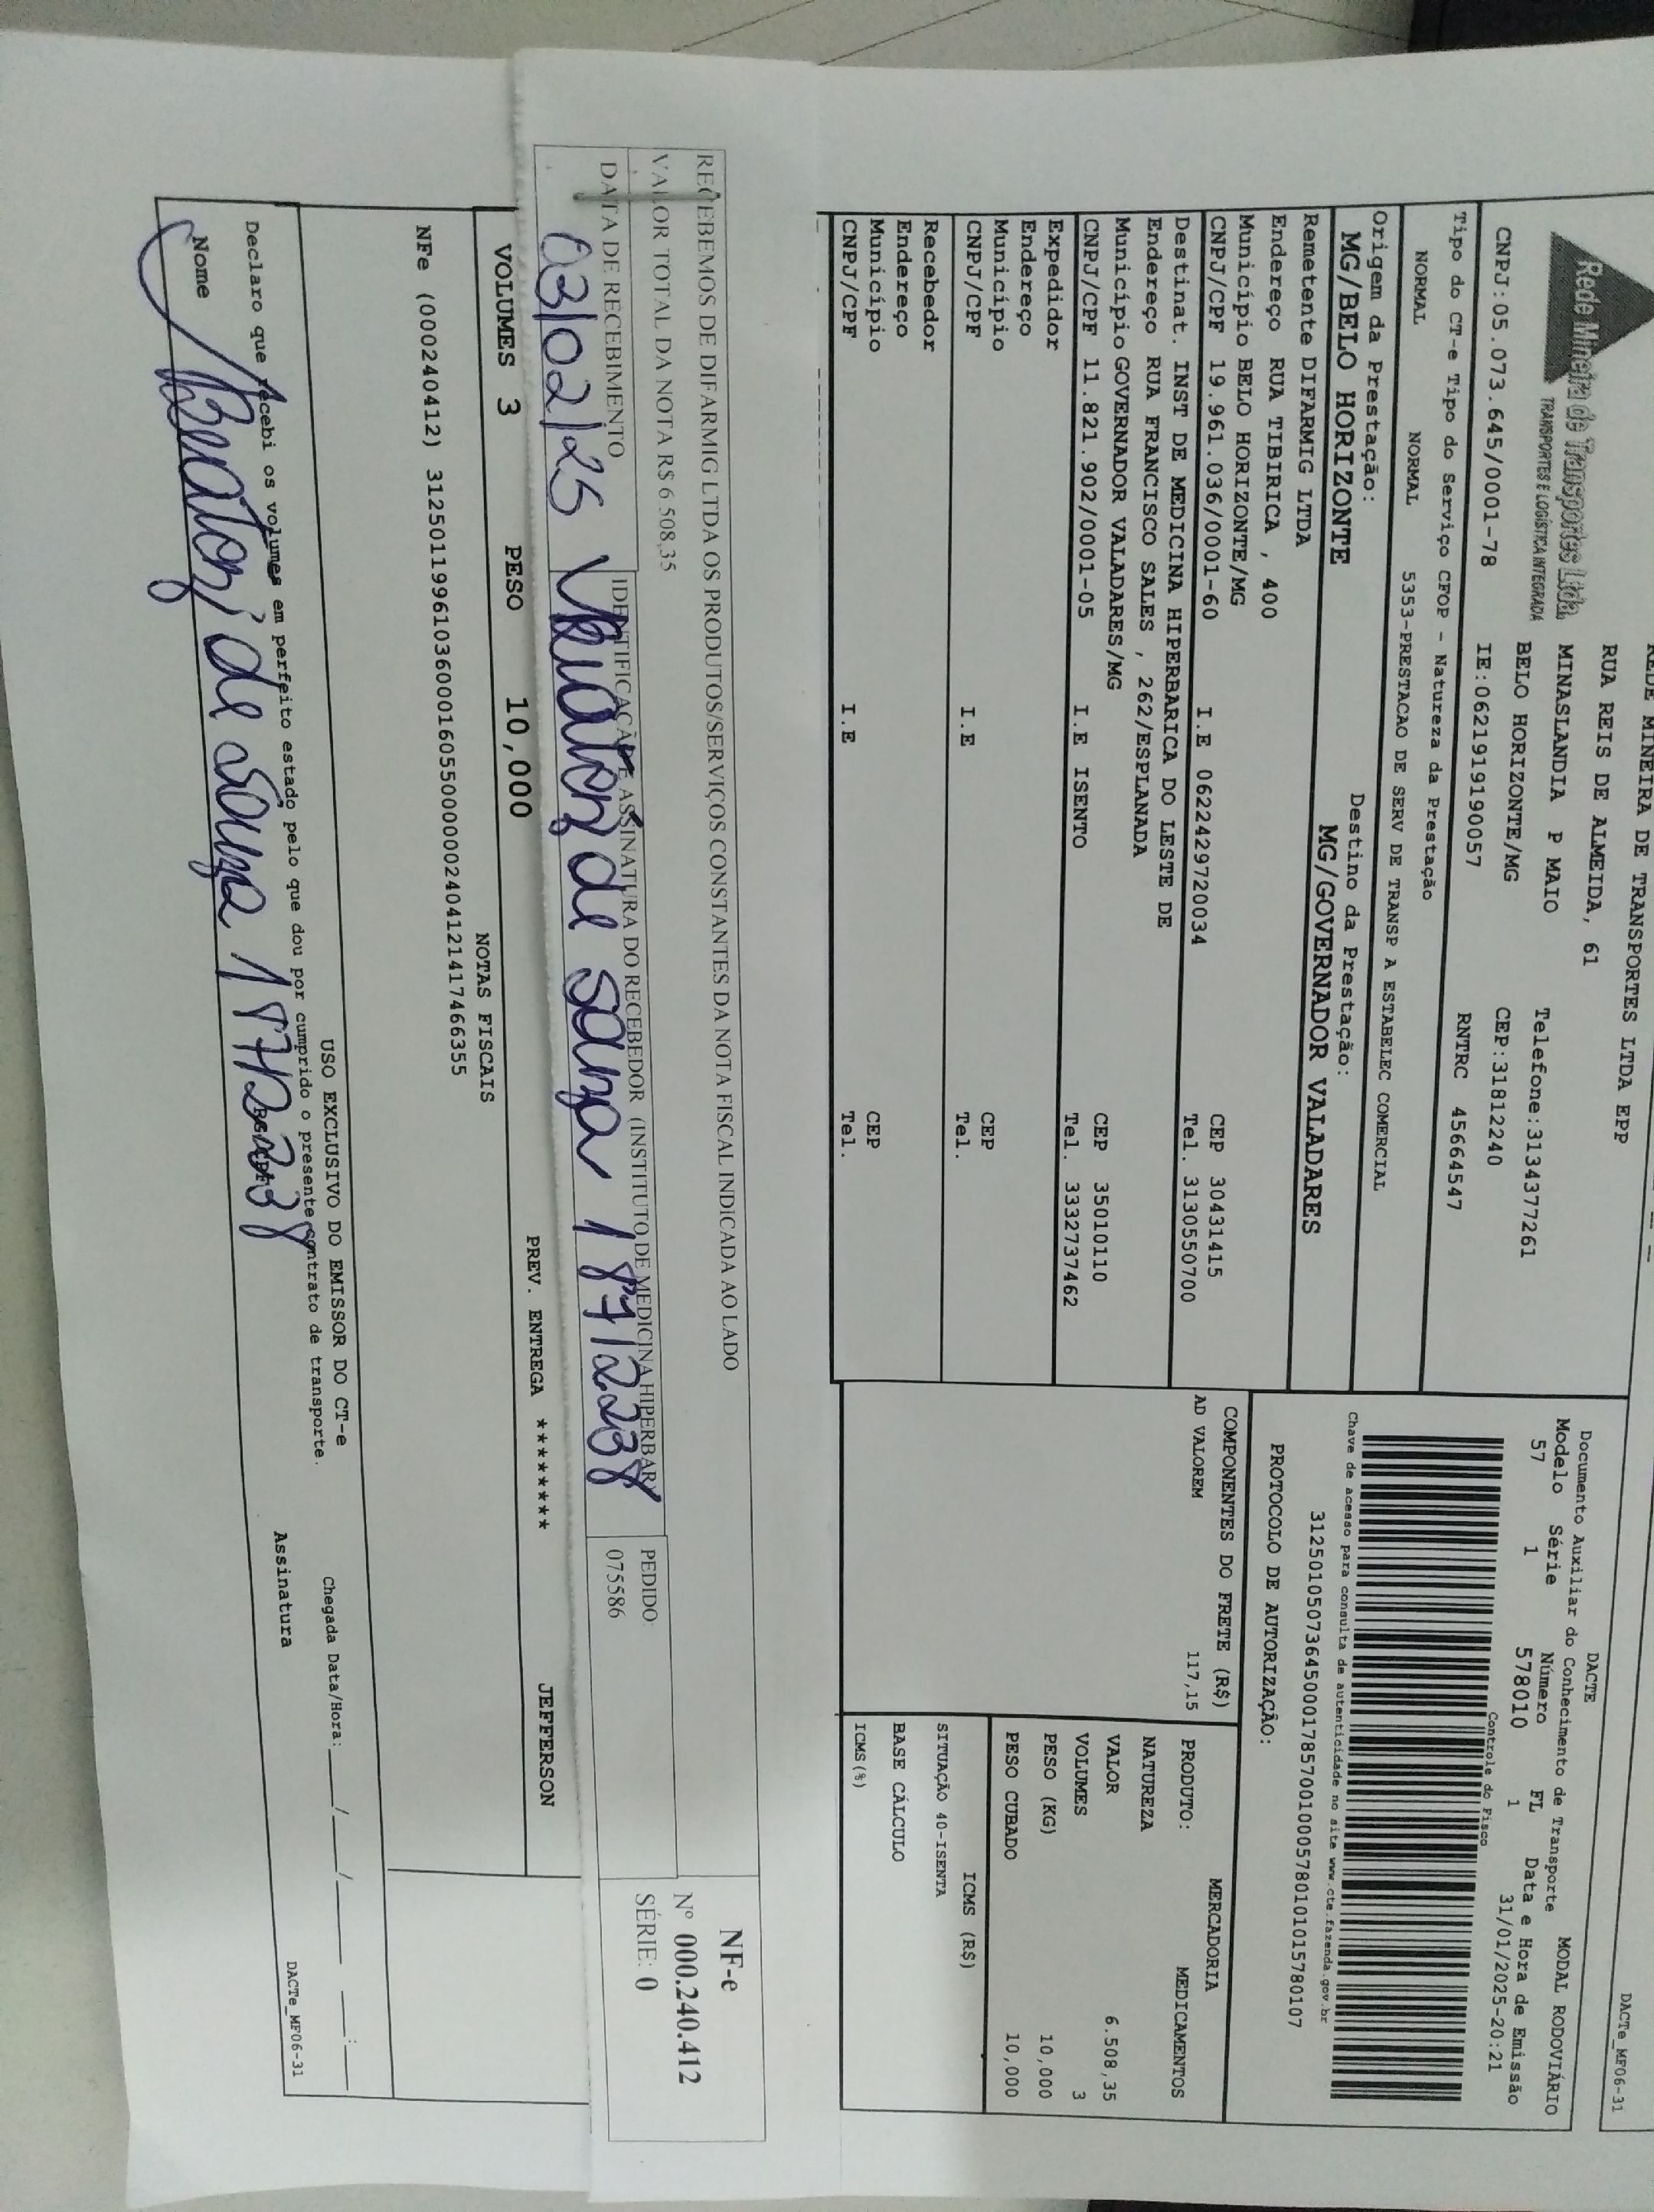 DACTe_MF06-31
REDE MINEIRA DE TRANSPORTES LTDA EPP
RUA REIS DE ALMEIDA, 61
MINASLANDIA P MAIO
Telefone:3134377261
BELO HORIZONTE/MG
CEP:31812240
Rede Mineira de Transportes Ltda.
TRANSPORTES E LOGÍSTICA INTEGRADA
CNPJ:05.073.645/0001-78
IE:0621919190057
RNTRC 45664547
DACTE
Documento Auxiliar do Conhecimento de Transporte
MODAL RODOVIÁRIO
Modelo Série Número FL Data e Hora de Emissão
57 1 578010 1 31/01/2025-20:21
Controle do Fisco
Tipo do CT-e Tipo do Serviço CFOP - Natureza da Prestação
NORMAL NORMAL 5353-PRESTACAO DE SERV DE TRANSP A ESTABELEC COMERCIAL
Chave de acesso para consulta de autenticidade no site www.cte.fazenda.gov.br
31250105073645000178570010005780101015780107
Origem da Prestação: Destino da Prestação:
MG/BELO HORIZONTE MG/GOVERNADOR VALADARES
PROTOCOLO DE AUTORIZAÇÃO:
Remetente DIFARMIG LTDA
Endereço RUA TIBIRICA , 400
Município BELO HORIZONTE/MG CEP 30431415
CNPJ/CPF 19.961.036/0001-60 I.E 0622442972 0034 Tel. 3130550700
Destinat. INST DE MEDICINA HIPERBARICA DO LESTE DE
Endereço RUA FRANCISCO SALES , 262/ESPLANADA
Município GOVERNADOR VALADARES/MG CEP 35010110
CNPJ/CPF 11.821.902/0001-05 I.E ISENTO Tel. 3332737462
Expedidor
Endereço
Município CEP
CNPJ/CPF I.E Tel.
Recebedor
Endereço
Município CEP
CNPJ/CPF I.E Tel.
COMPONENTES DO FRETE (R$)
AD VALOREM 117,15
MERCADORIA
PRODUTO: MEDICAMENTOS
NATUREZA
VALOR 6.508,35
VOLUMES 3
PESO (KG) 10,000
PESO CUBADO 10,000
ICMS (R$)
SITUAÇÃO 40-ISENTA
BASE CÁLCULO
ICMS(%)
RECEBEMOS DE DIFARMIG LTDA OS PRODUTOS/SERVIÇOS CONSTANTES DA NOTA FISCAL INDICADA AO LADO
VALOR TOTAL DA NOTA R$ 6 508,35
DATA DE RECEBIMENTO
03/02/25
IDENTIFICAÇÃO E ASSINATURA DO RECEBEDOR (INSTITUTO DE MEDICINA HIPERBAR)
Beatriz de Souza
PEDIDO:
075586
NF-e
Nº 000.240.412
SÉRIE: 0
VOLUMES 3 PESO 10,000 PREV. ENTREGA ******** JEFFERSON
NOTAS FISCAIS
NFe (000240412) 31250119961036000160550000002404121417466355
USO EXCLUSIVO DO EMISSOR DO CT-e
Declaro que recebi os volumes em perfeito estado pelo que dou por cumprido o presente contrato de transporte.
Chegada Data/Hora:____/____/____ ___:___
Nome
Beatriz de Souza
Assinatura
DACTe_MF06-31